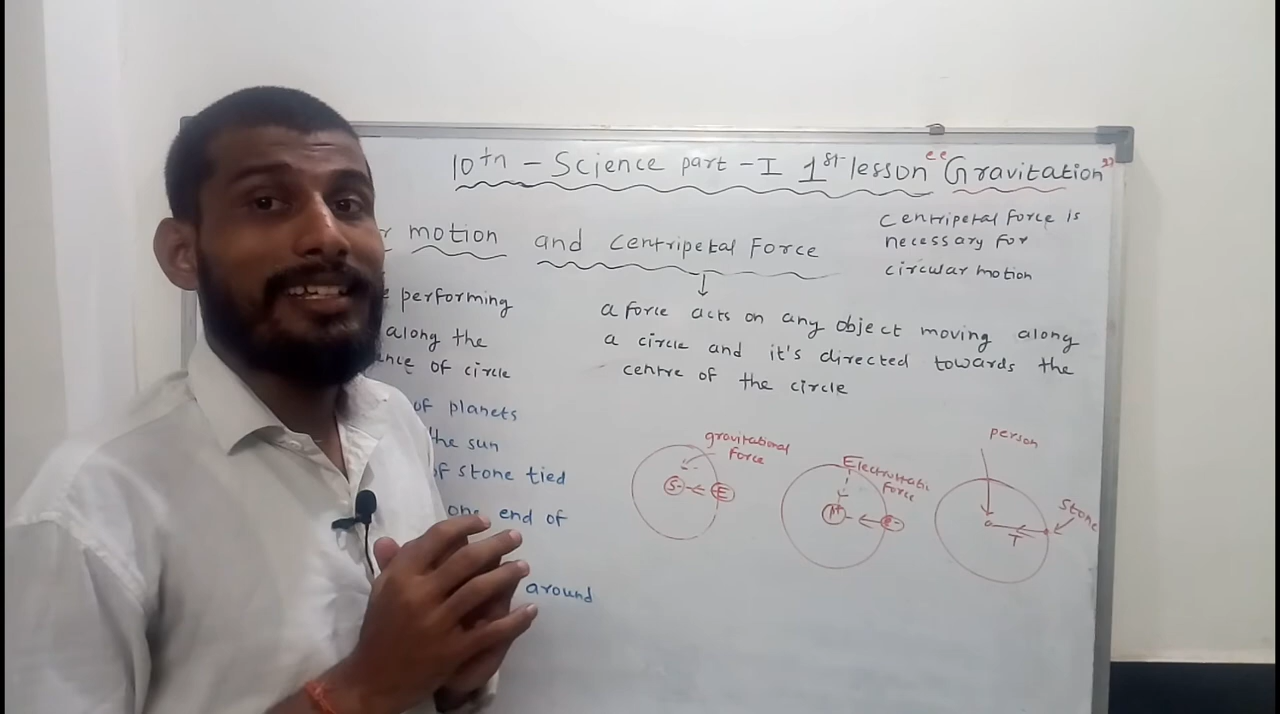 10th - Science part - I 1st lesson "Gravitation"
r motion and Centripetal Force
centripetal force is
necessary for
circular motion
performing
along the
ence of circle
a force acts on any object moving along
a circle and it's directed towards the
centre of the circle
of planets
the sun
of stone tied
one end of
around
gravitational
force
S E
Electrostatic
force
N+ e-
person
stone
T